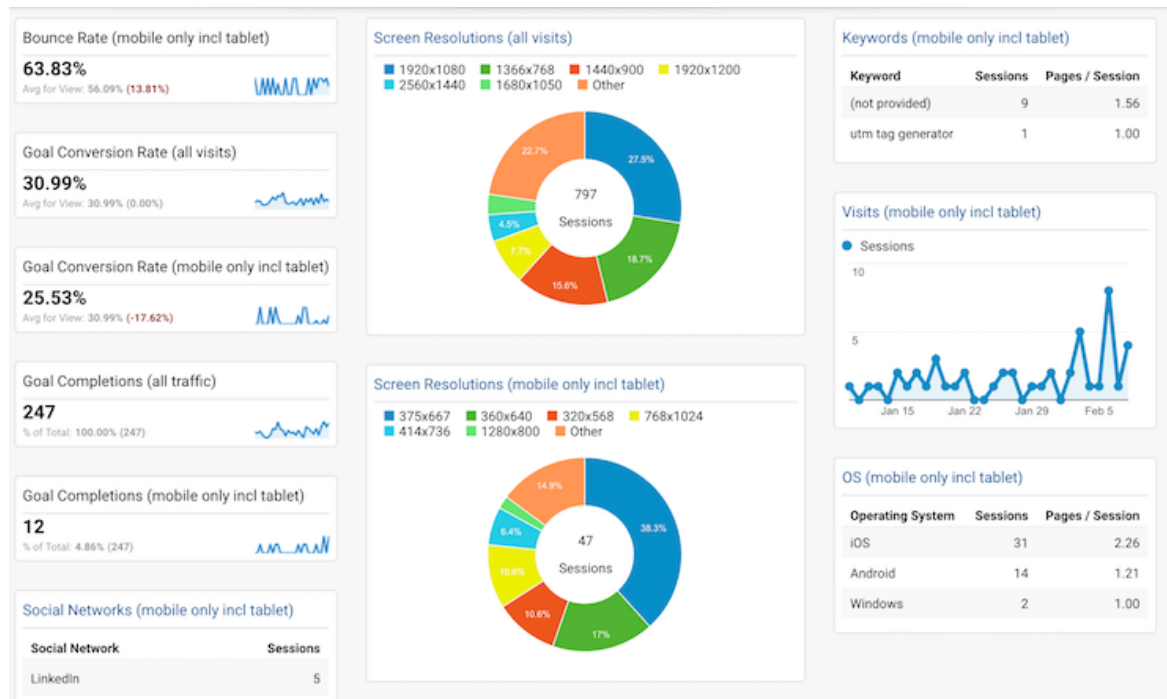 Bounce Rate (mobile only incl tablet)
63.83%
Avg for View: 56.09% (13.81%)
Goal Conversion Rate (all visits)
30.99%
Avg for View: 30.99% (0.00%)
Goal Conversion Rate (mobile only incl tablet)
25.53%
Avg for View: 30.99% (-17.62%)
Goal Completions (all traffic)
247
% of Total: 100.00% (247)
Goal Completions (mobile only incl tablet)
12
% of Total: 4.86% (247)
Social Networks (mobile only incl tablet)
Social Network Sessions
LinkedIn 5
Screen Resolutions (all visits)
1920x1080 1366x768 1440x900 1920x1200
2560x1440 1680x1050 Other
22.7%
27.5%
797
Sessions
4.5%
7.7%
18.7%
15.6%
Screen Resolutions (mobile only incl tablet)
375x667 360x640 320x568 768x1024
414x736 1280x800 Other
14.9%
38.3%
6.4%
47
Sessions
10.6%
10.6%
17%
Keywords (mobile only incl tablet)
Keyword Sessions Pages / Session
(not provided) 9 1.56
utm tag generator 1 1.00
Visits (mobile only incl tablet)
Sessions
10
5
Jan 15 Jan 22 Jan 29 Feb 5
OS (mobile only incl tablet)
Operating System Sessions Pages / Session
iOS 31 2.26
Android 14 1.21
Windows 2 1.00